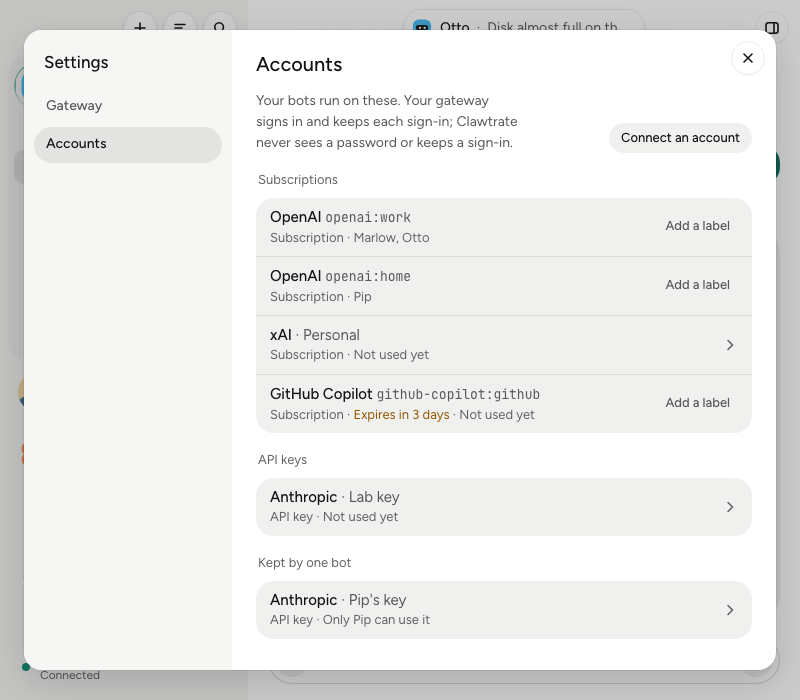 Otto · Disk almost full on th
Settings
Gateway
Accounts
Accounts
Your bots run on these. Your gateway
signs in and keeps each sign-in; Clawtrate
never sees a password or keeps a sign-in.
Connect an account
Subscriptions
OpenAI openai:work
Subscription · Marlow, Otto
Add a label
OpenAI openai:home
Subscription · Pip
Add a label
xAI · Personal
Subscription · Not used yet
GitHub Copilot github-copilot:github
Subscription · Expires in 3 days · Not used yet
Add a label
API keys
Anthropic · Lab key
API key · Not used yet
Kept by one bot
Anthropic · Pip's key
API key · Only Pip can use it
Connected